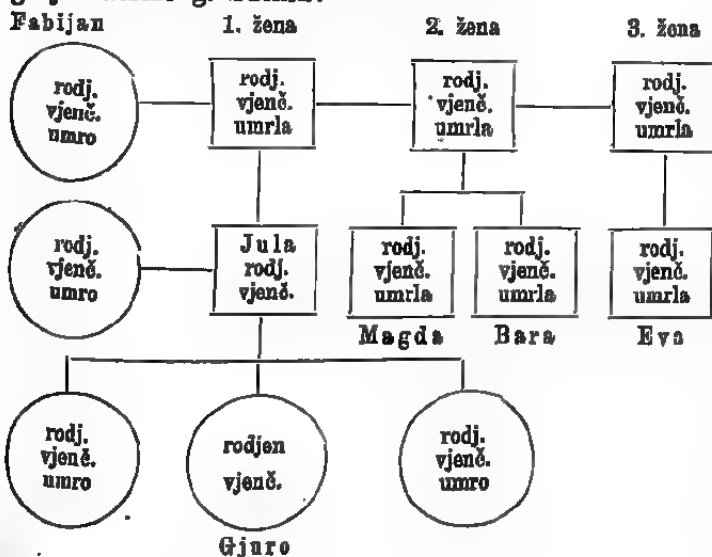 Fabijan
1. žena
2. žena
3. žena
rodj.
vjenč.
umro
rodj.
vjenč.
umrla
rodj.
vjenč.
umrla
rodj.
vjenč.
umrla
rodj.
vjenč.
umro
Jula
rodj.
vjenč.
rodj.
vjenč.
umrla
Magda
rodj.
vjenč.
umrla
Bara
rodj.
vjenč.
umrla
Eva
rodj.
vjenč.
umro
rodjen
vjenč.
Gjuro
rodj.
vjenč.
umro